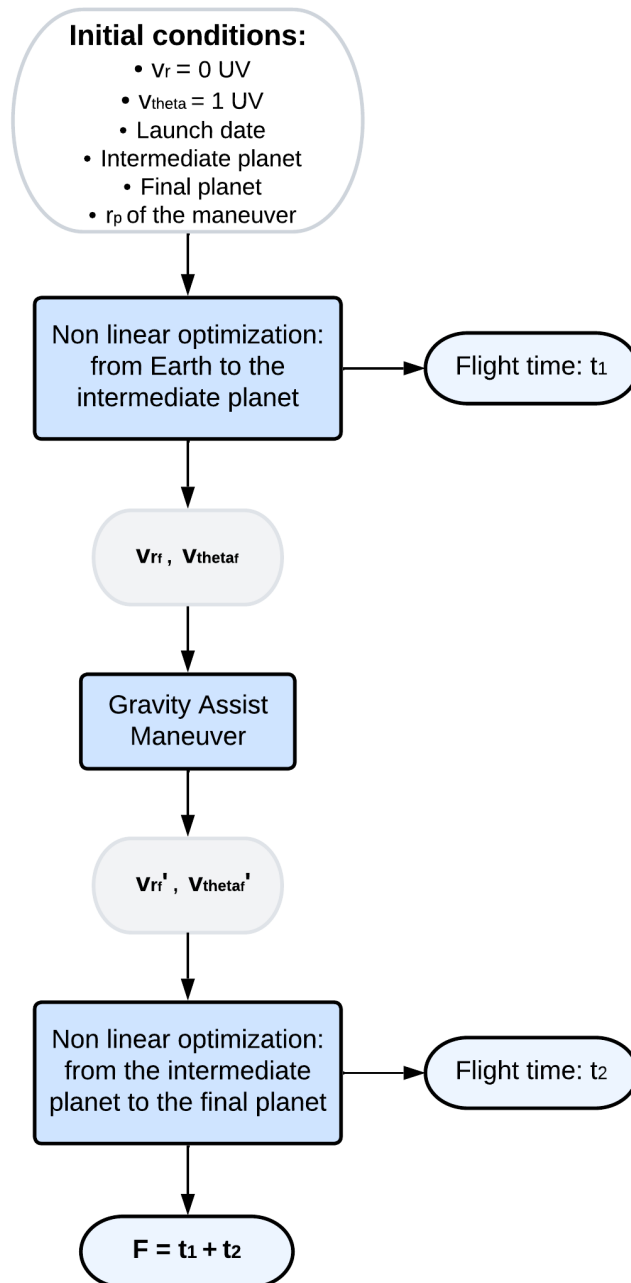 Initial conditions:
• vr = 0 UV
• vtheta = 1 UV
• Launch date
• Intermediate planet
• Final planet
• rp of the maneuver
Non linear optimization:
from Earth to the
intermediate planet
Flight time: t1
vrf , vthetaf
Gravity Assist
Maneuver
vrf' , vthetaf'
Non linear optimization:
from the intermediate
planet to the final planet
Flight time: t2
F = t1 + t2